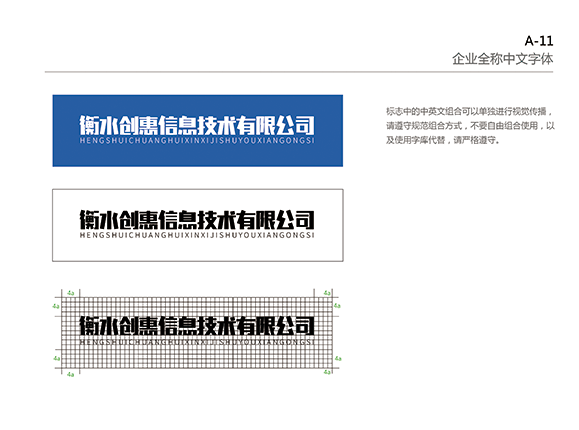 A-11
企业全称中文字体
衡水创惠信息技术有限公司
HENGSHUICHUANGHUIXINXIJISHUYOUXIANGONGSI
标志中的中英文组合可以单独进行视觉传播，
请遵守规范组合方式，不要自由组合使用，以
及使用字库代替，请严格遵守。
衡水创惠信息技术有限公司
HENGSHUICHUANGHUIXINXIJISHUYOUXIANGONGSI
4a
4a
4a
4a
衡水创惠信息技术有限公司
HENGSHUICHUANGHUIXINXIJISHUYOUXIANGONGSI
4a
4a
4a
4a